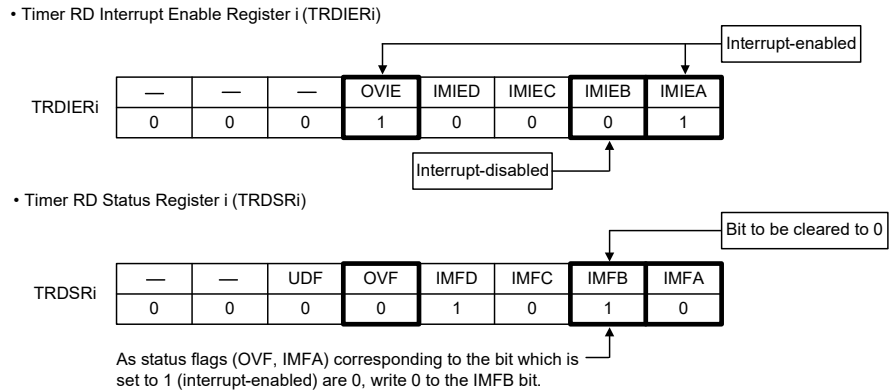 • Timer RD Interrupt Enable Register i (TRDIERi)
Interrupt-enabled
TRDIERi
— — — OVIE IMIED IMIEC IMIEB IMIEA
0 0 0 1 0 0 0 1
Interrupt-disabled
• Timer RD Status Register i (TRDSRi)
Bit to be cleared to 0
TRDSRi
— — UDF OVF IMFD IMFC IMFB IMFA
0 0 0 0 1 0 1 0
As status flags (OVF, IMFA) corresponding to the bit which is
set to 1 (interrupt-enabled) are 0, write 0 to the IMFB bit.